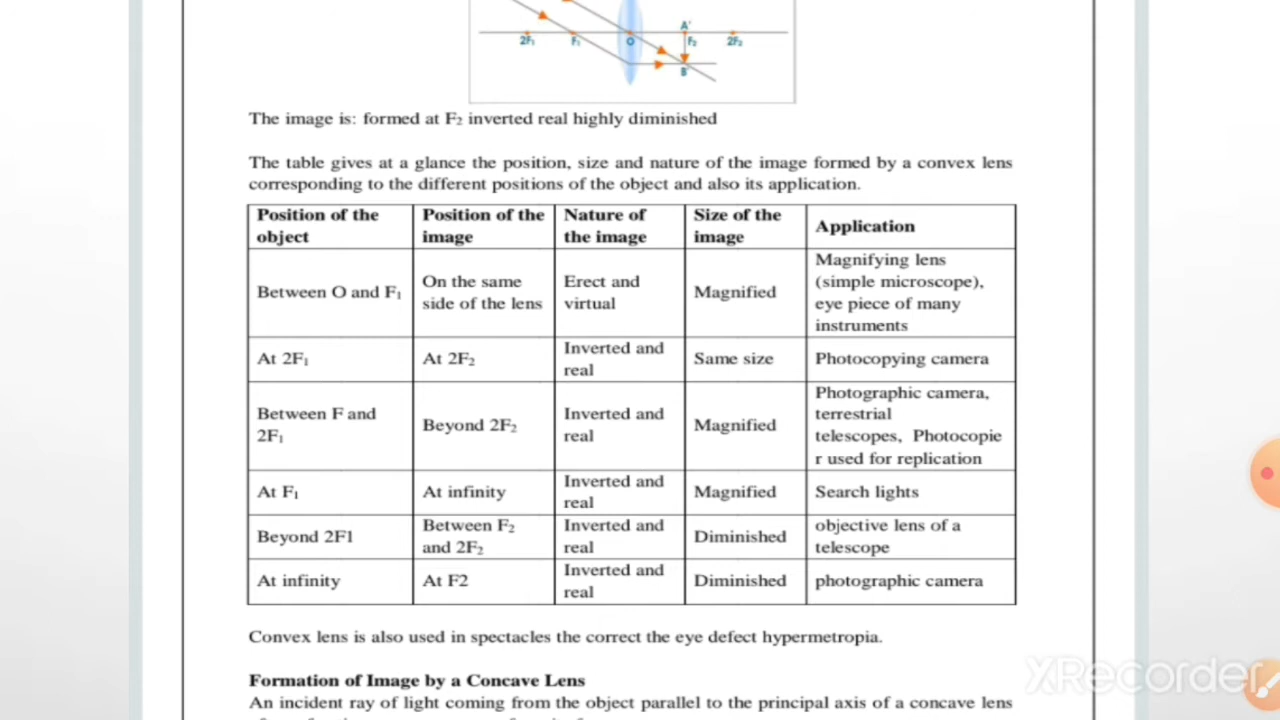 2F₁ F₁ O A' F₂ 2F₂
B'
The image is: formed at F₂ inverted real highly diminished
The table gives at a glance the position, size and nature of the image formed by a convex lens
corresponding to the different positions of the object and also its application.
Position of the object | Position of the image | Nature of the image | Size of the image | Application
Between O and F₁ | On the same side of the lens | Erect and virtual | Magnified | Magnifying lens (simple microscope), eye piece of many instruments
At 2F₁ | At 2F₂ | Inverted and real | Same size | Photocopying camera
Between F and 2F₁ | Beyond 2F₂ | Inverted and real | Magnified | Photographic camera, terrestrial telescopes, Photocopie r used for replication
At F₁ | At infinity | Inverted and real | Magnified | Search lights
Beyond 2F1 | Between F₂ and 2F₂ | Inverted and real | Diminished | objective lens of a telescope
At infinity | At F2 | Inverted and real | Diminished | photographic camera
Convex lens is also used in spectacles the correct the eye defect hypermetropia.
Formation of Image by a Concave Lens
An incident ray of light coming from the object parallel to the principal axis of a concave lens
XRecorder